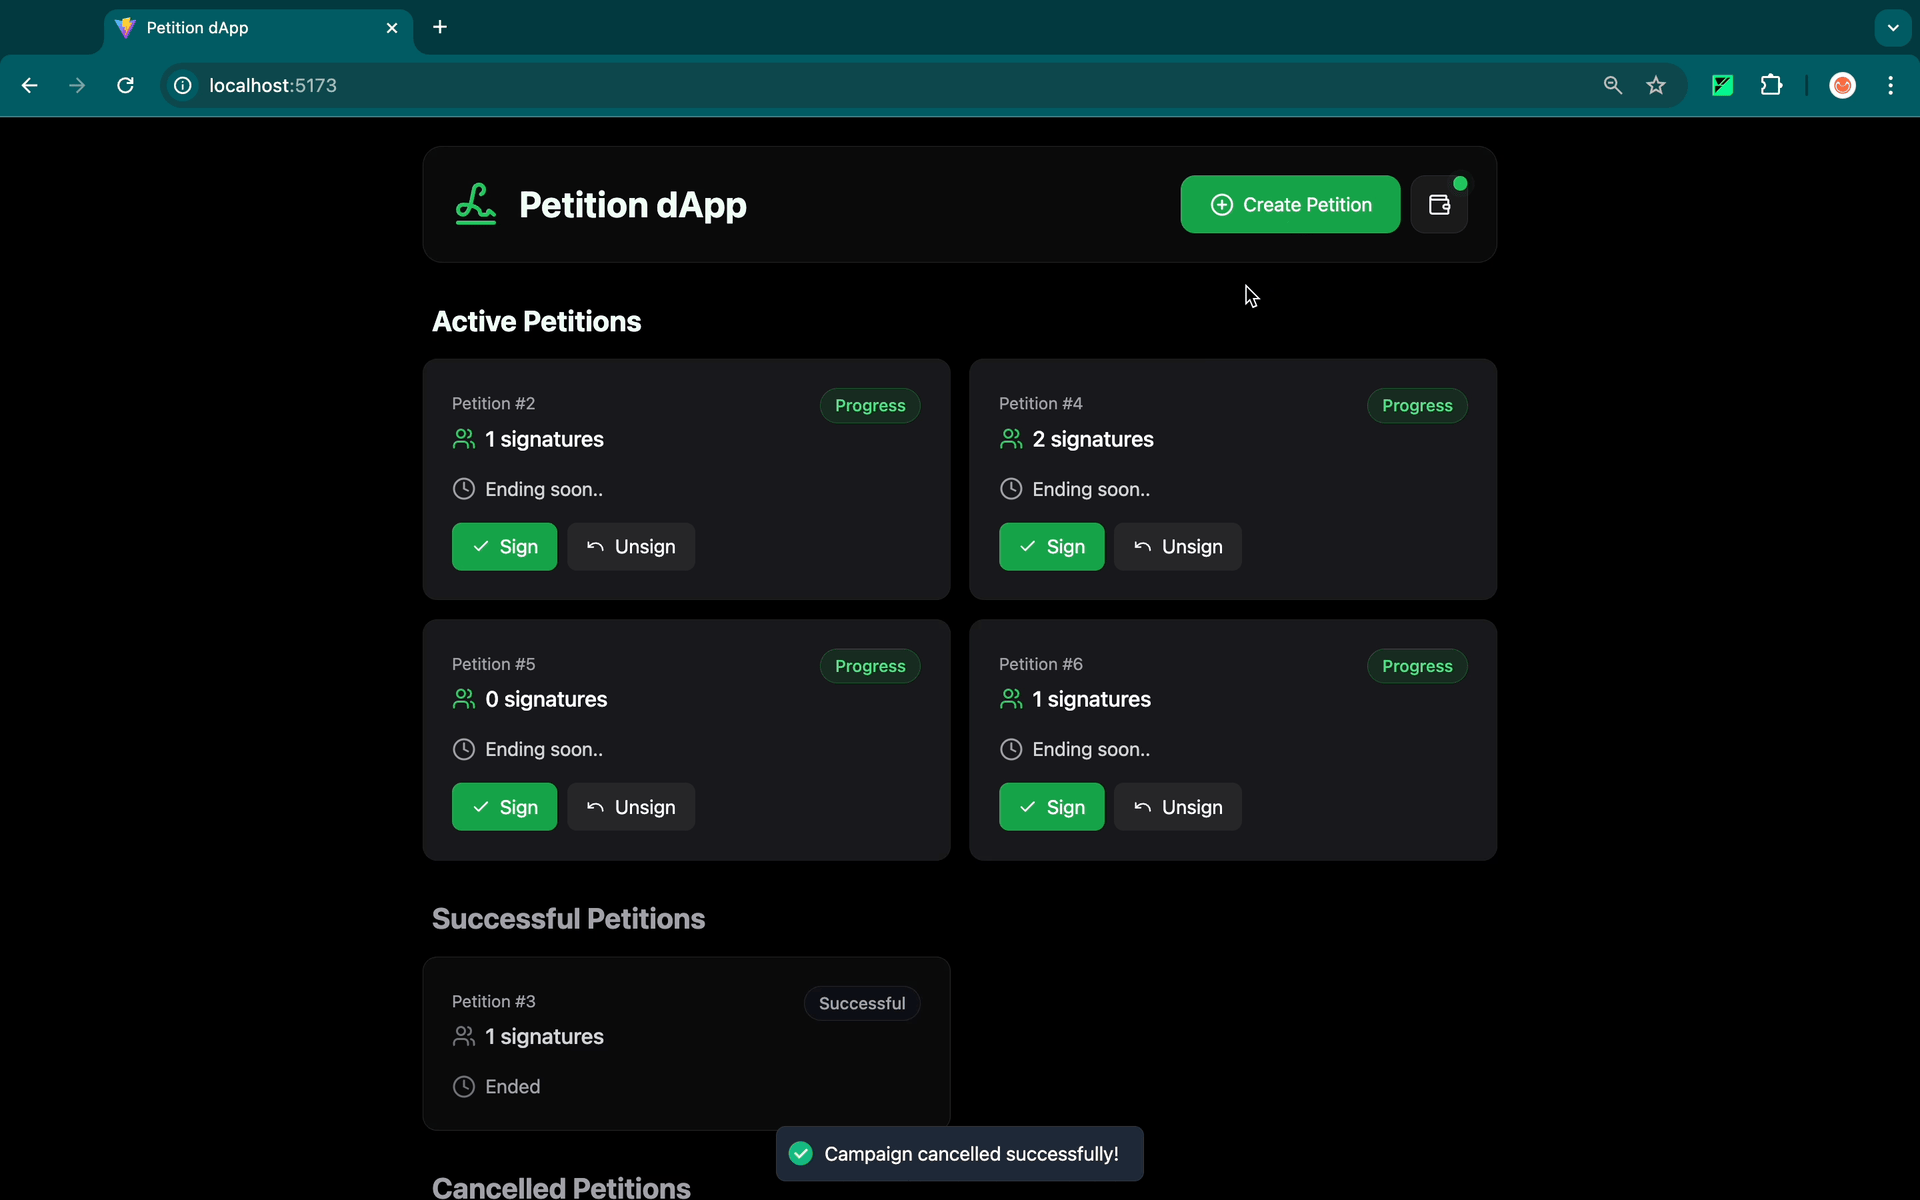 Petition dApp
localhost:5173
Petition dApp
Create Petition
Active Petitions
Petition #2
Progress
1 signatures
Ending soon..
Sign
Unsign
Petition #4
Progress
2 signatures
Ending soon..
Sign
Unsign
Petition #5
Progress
0 signatures
Ending soon..
Sign
Unsign
Petition #6
Progress
1 signatures
Ending soon..
Sign
Unsign
Successful Petitions
Petition #3
Successful
1 signatures
Ended
Campaign cancelled successfully!
Cancelled Petitions